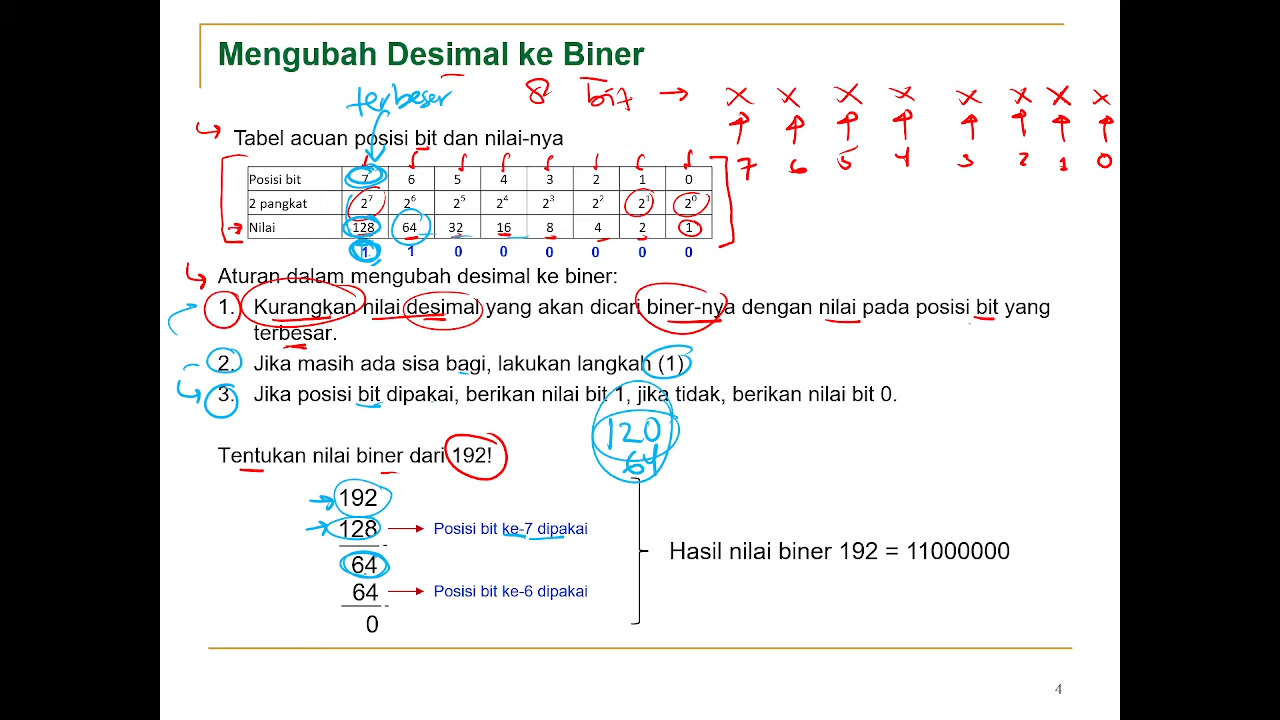 Mengubah Desimal ke Biner
terbesar 8 bit → x x x x x x x x
7 6 5 4 3 2 1 0
Tabel acuan posisi bit dan nilai-nya
Posisi bit 7 6 5 4 3 2 1 0
2 pangkat 2⁷ 2⁶ 2⁵ 2⁴ 2³ 2² 2¹ 2⁰
Nilai 128 64 32 16 8 4 2 1
1 1 0 0 0 0 0 0
Aturan dalam mengubah desimal ke biner:
1. Kurangkan nilai desimal yang akan dicari biner-nya dengan nilai pada posisi bit yang
terbesar.
2. Jika masih ada sisa bagi, lakukan langkah (1)
3. Jika posisi bit dipakai, berikan nilai bit 1, jika tidak, berikan nilai bit 0.
120
64
Tentukan nilai biner dari 192!
192
128 Posisi bit ke-7 dipakai
-
64
64 Posisi bit ke-6 dipakai
-
0
Hasil nilai biner 192 = 11000000
4